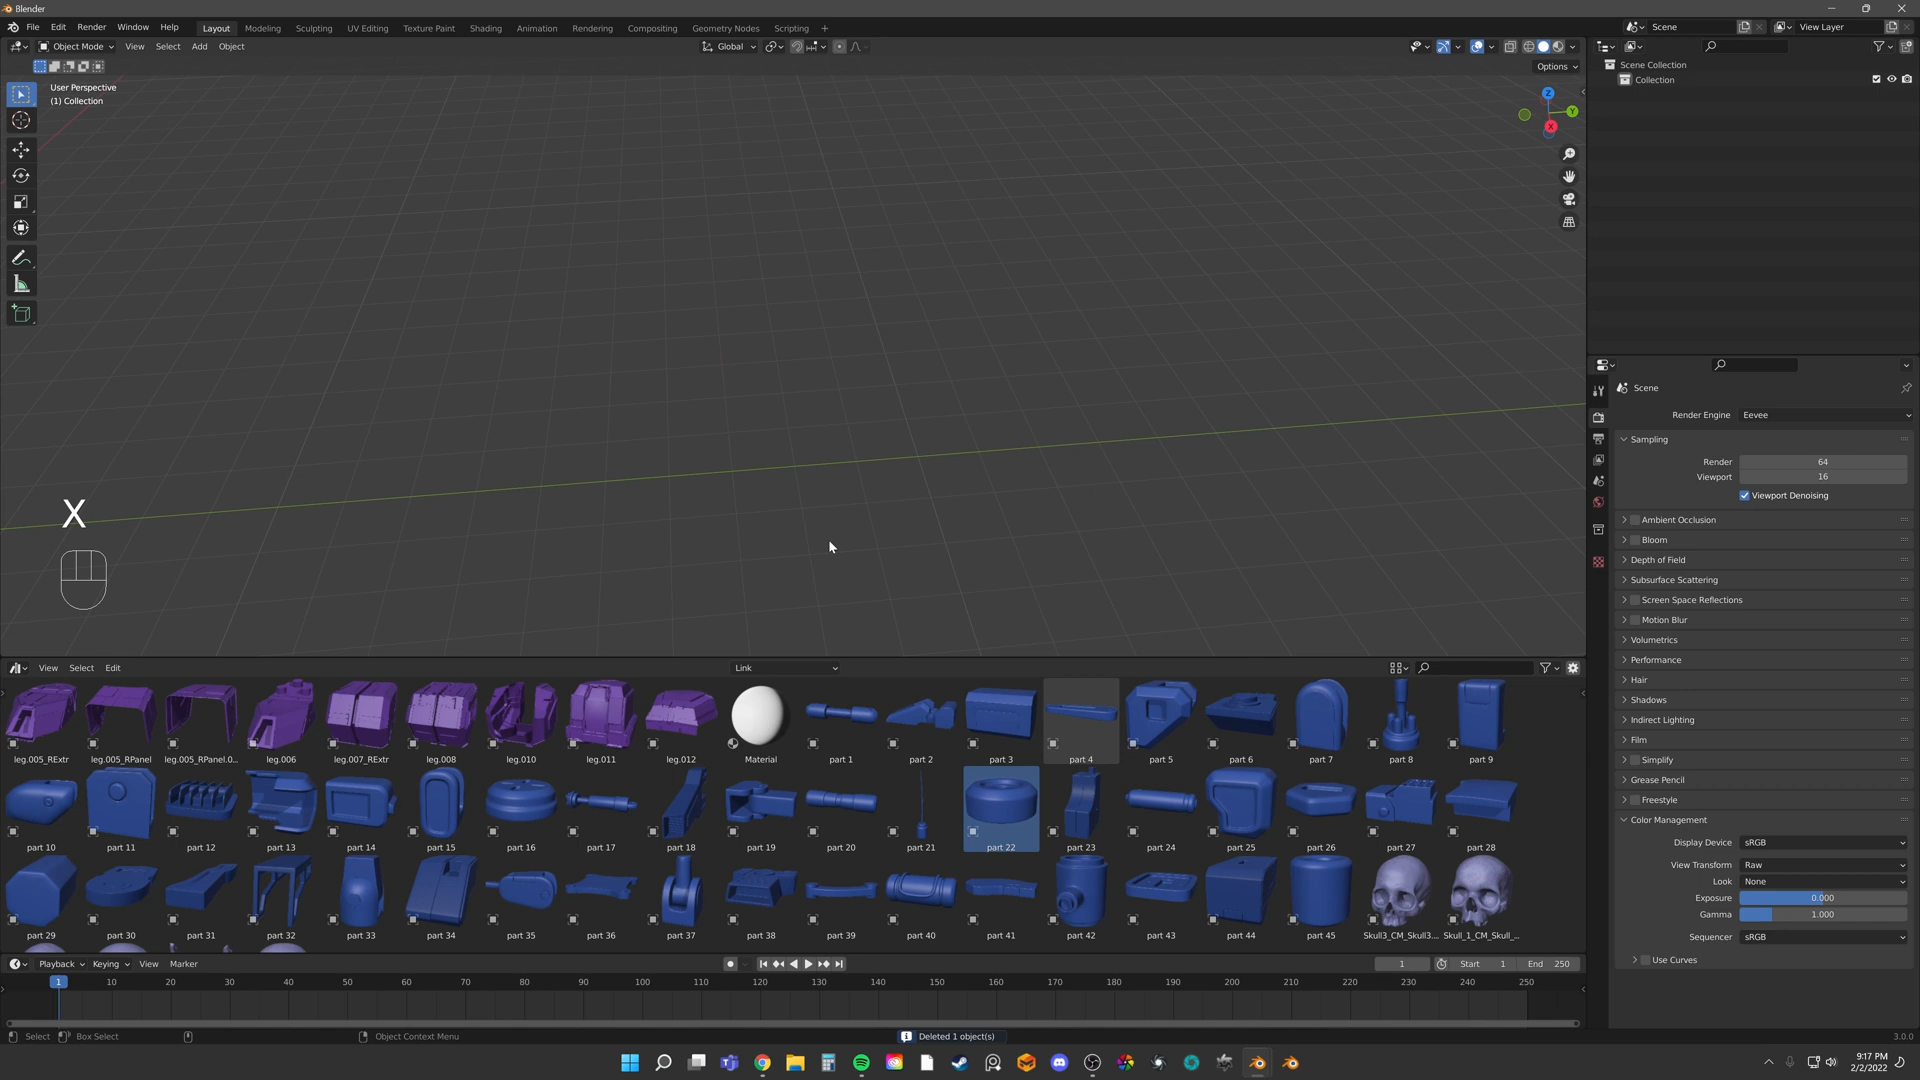 Blender
File Edit Render Window Help Layout Modeling Sculpting UV Editing Texture Paint Shading Animation Rendering Compositing Geometry Nodes Scripting + Scene View Layer
Object Mode View Select Add Object Global
Options
User Perspective
(1) Collection
Z
Y
X
Scene Collection
Collection
X
Scene
Render Engine Eevee
Sampling
Render 64
Viewport 16
Viewport Denoising
Ambient Occlusion
Bloom
Depth of Field
Subsurface Scattering
Screen Space Reflections
Motion Blur
Volumetrics
Performance
Hair
Shadows
Indirect Lighting
Film
Simplify
Grease Pencil
Freestyle
Color Management
Display Device sRGB
View Transform Raw
Look None
Exposure 0.000
Gamma 1.000
Sequencer sRGB
Use Curves
View Select Edit Link
leg.005_RExtr leg.005_RPanel leg.005_RPanel.0... leg.006 leg.007_RExtr leg.008 leg.010 leg.011 leg.012 Material part 1 part 2 part 3 part 4 part 5 part 6 part 7 part 8 part 9
part 10 part 11 part 12 part 13 part 14 part 15 part 16 part 17 part 18 part 19 part 20 part 21 part 22 part 23 part 24 part 25 part 26 part 27 part 28
part 29 part 30 part 31 part 32 part 33 part 34 part 35 part 36 part 37 part 38 part 39 part 40 part 41 part 42 part 43 part 44 part 45 Skull3_CM_Skull3.... Skull_1_CM_Skull_...
Playback Keying View Marker 1 Start 1 End 250
1 10 20 30 40 50 60 70 80 90 100 110 120 130 140 150 160 170 180 190 200 210 220 230 240 250
Select Box Select Object Context Menu Deleted 1 object(s) 3.0.0
9:17 PM
2/2/2022